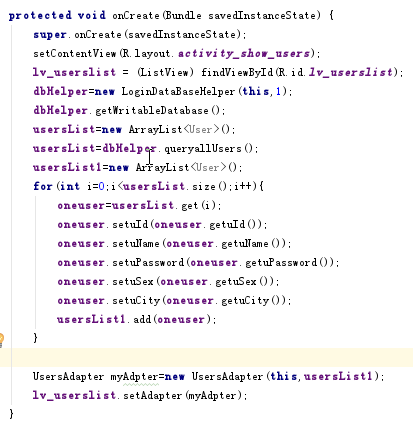 protected void onCreate(Bundle savedInstanceState) {
super.onCreate(savedInstanceState);
setContentView(R.layout.activity_show_users);
lv_userslist = (ListView) findViewById(R.id.lv_userslist);
dbHelper=new LoginDataBaseHelper(this,1);
dbHelper.getWritableDatabase();
usersList=new ArrayList<User>();
usersList=dbHelper.queryallUsers();
usersList1=new ArrayList<User>();
for(int i=0;i<usersList.size();i++){
oneuser=usersList.get(i);
oneuser.setuId(oneuser.getuId());
oneuser.setuName(oneuser.getuName());
oneuser.setuPassword(oneuser.getuPassword());
oneuser.setuSex(oneuser.getuSex());
oneuser.setuCity(oneuser.getuCity());
usersList1.add(oneuser);
}
UsersAdapter myAdpter=new UsersAdapter(this,usersList1);
lv_userslist.setAdapter(myAdpter);
}